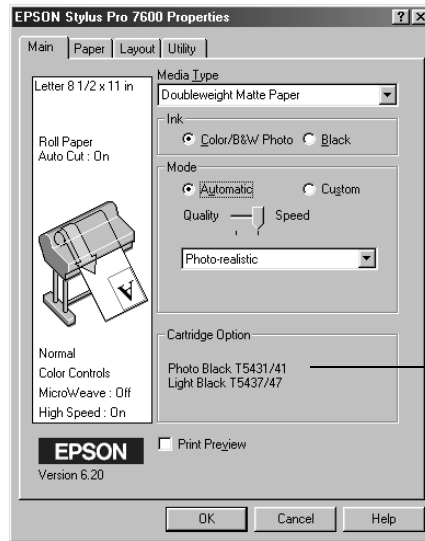 EPSON Stylus Pro 7600 Properties
Main Paper Layout Utility
Letter 8 1/2 x 11 in
Roll Paper
Auto Cut : On
A
Normal
Color Controls
MicroWeave : Off
High Speed : On
EPSON
Version 6.20
Media Type
Doubleweight Matte Paper
Ink
Color/B&W Photo Black
Mode
Automatic Custom
Quality Speed
Photo-realistic
Cartridge Option
Photo Black T5431/41
Light Black T5437/47
Print Preview
OK Cancel Help